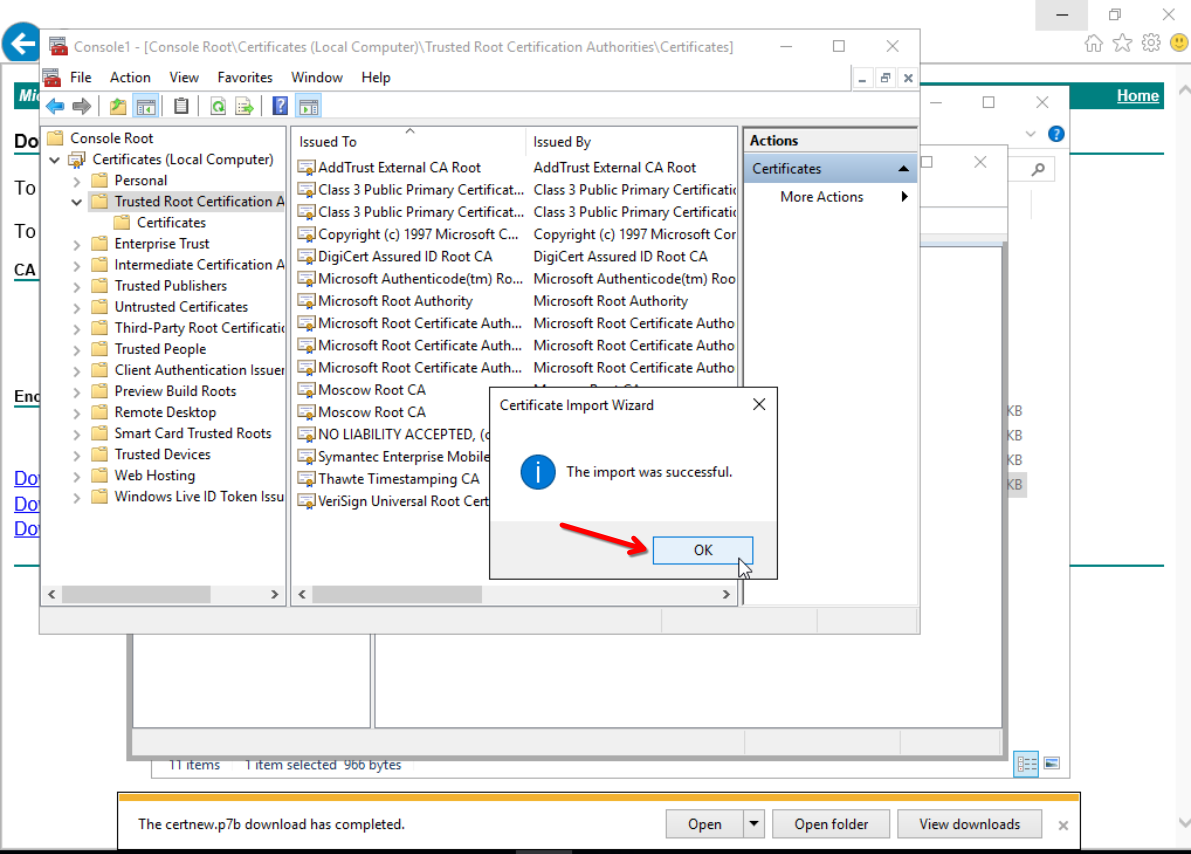 Console1 - [Console Root\Certificates (Local Computer)\Trusted Root Certification Authorities\Certificates]
File Action View Favorites Window Help
Mi
Home
Do
To
To
CA
Enc
Do
Do
Do
Console Root
Certificates (Local Computer)
Personal
Trusted Root Certification A
Certificates
Enterprise Trust
Intermediate Certification A
Trusted Publishers
Untrusted Certificates
Third-Party Root Certificatic
Trusted People
Client Authentication Issuer
Preview Build Roots
Remote Desktop
Smart Card Trusted Roots
Trusted Devices
Web Hosting
Windows Live ID Token Issu
Issued To Issued By
AddTrust External CA Root AddTrust External CA Root
Class 3 Public Primary Certificat... Class 3 Public Primary Certificatic
Class 3 Public Primary Certificat... Class 3 Public Primary Certificatic
Copyright (c) 1997 Microsoft C... Copyright (c) 1997 Microsoft Cor
DigiCert Assured ID Root CA DigiCert Assured ID Root CA
Microsoft Authenticode(tm) Ro... Microsoft Authenticode(tm) Roo
Microsoft Root Authority Microsoft Root Authority
Microsoft Root Certificate Auth... Microsoft Root Certificate Autho
Microsoft Root Certificate Auth... Microsoft Root Certificate Autho
Microsoft Root Certificate Auth... Microsoft Root Certificate Autho
Moscow Root CA
Moscow Root CA
NO LIABILITY ACCEPTED, (c
Symantec Enterprise Mobile
Thawte Timestamping CA
VeriSign Universal Root Cert
Actions
Certificates
More Actions
Certificate Import Wizard
The import was successful.
OK
KB
KB
KB
KB
11 items 1 item selected 966 bytes
The certnew.p7b download has completed.
Open Open folder View downloads